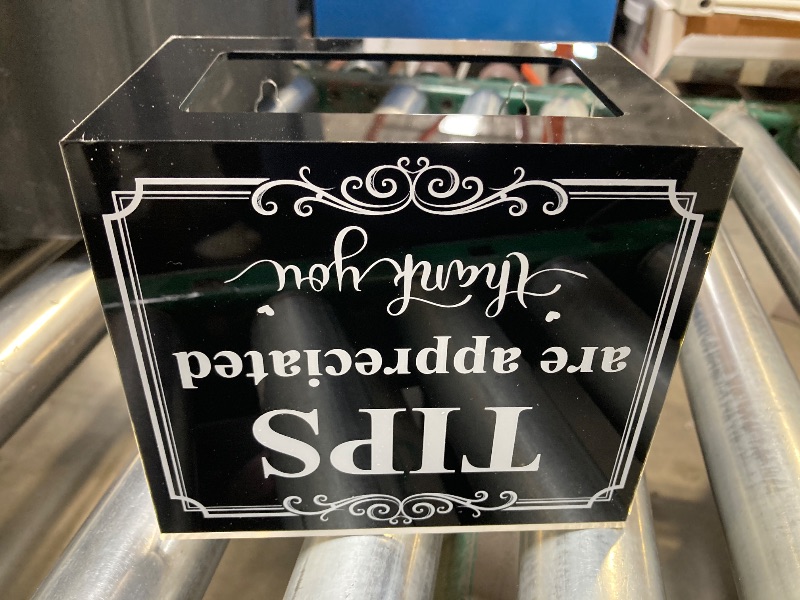 TIPS
are appreciated
thank you